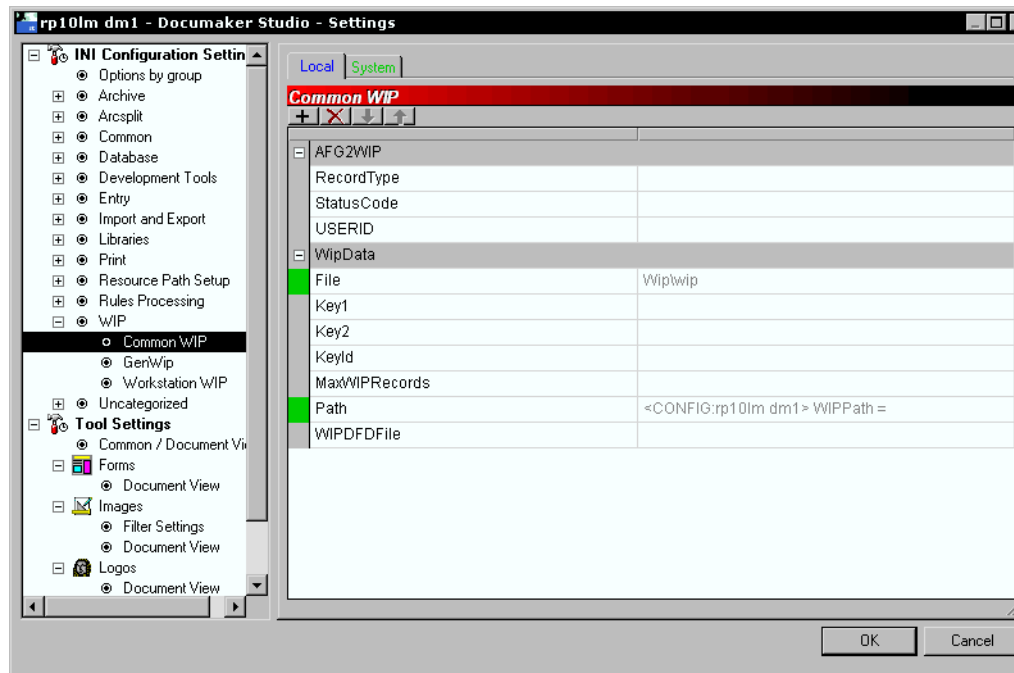 rp10lm dm1 - Documaker Studio - Settings
INI Configuration Settin
Options by group
Archive
Arcsplit
Common
Database
Development Tools
Entry
Import and Export
Libraries
Print
Resource Path Setup
Rules Processing
WIP
Common WIP
GenWip
Workstation WIP
Uncategorized
Tool Settings
Common / Document Vi
Forms
Document View
Images
Filter Settings
Document View
Logos
Document View
Local
System
Common WIP
AFG2WIP
RecordType
StatusCode
USERID
WipData
File Wip\wip
Key1
Key2
KeyId
MaxWIPRecords
Path <CONFIG:rp10lm dm1> WIPPath =
WIPDFDFile
OK
Cancel